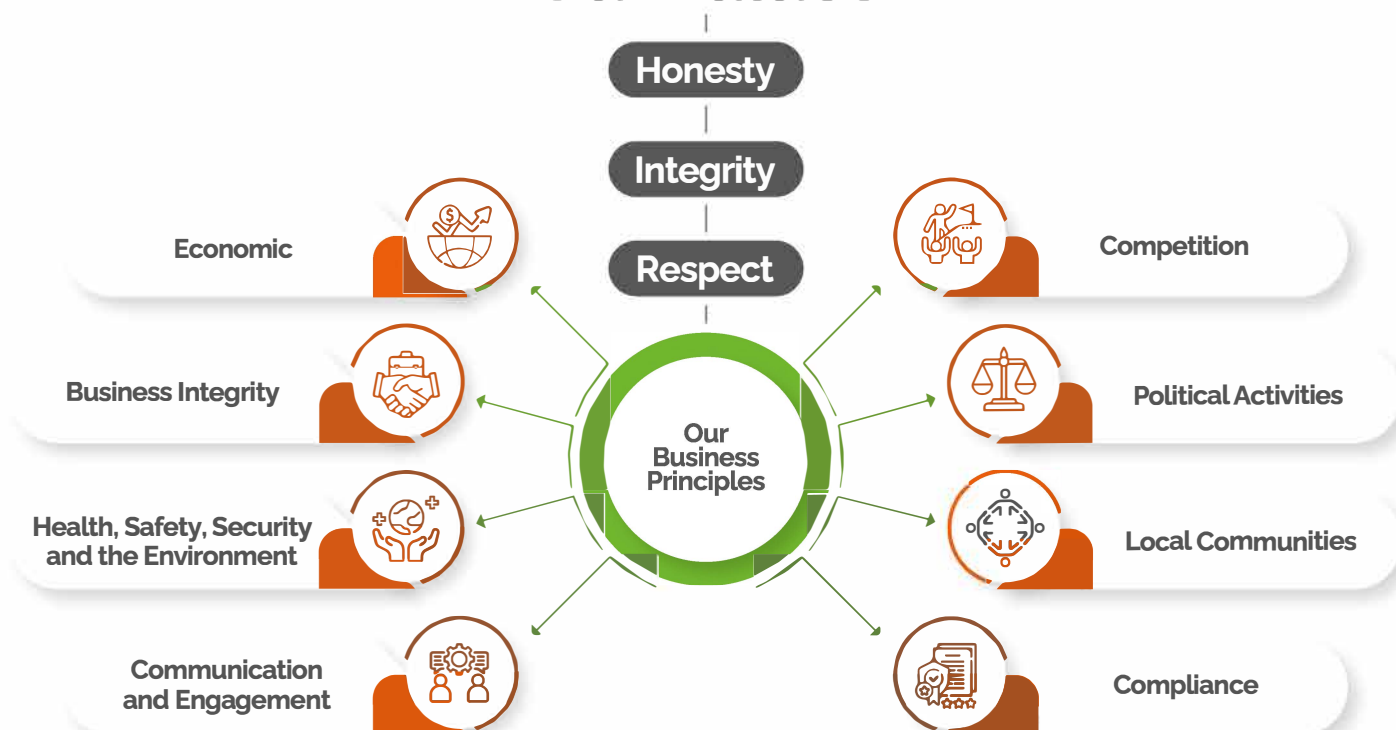 Honesty
Integrity
Respect
Economic
Competition
Business Integrity
Political Activities
Our
Business
Principles
Health, Safety, Security
and the Environment
Local Communities
Communication
and Engagement
Compliance